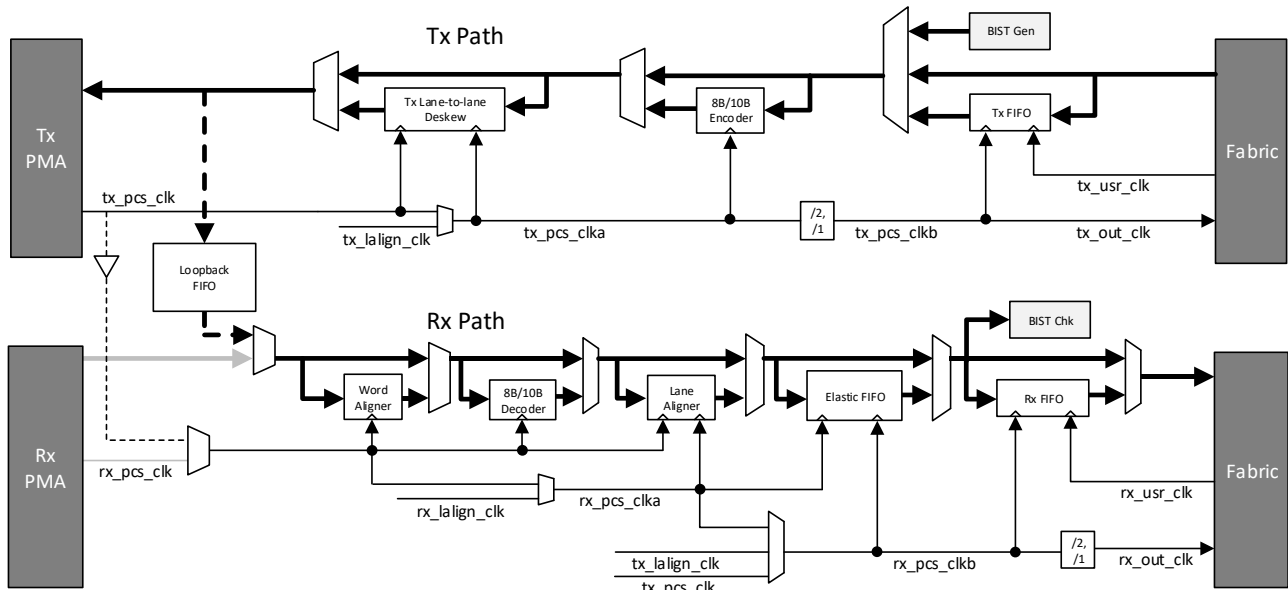 Tx Path
BIST Gen
Tx
PMA
Tx Lane-to-lane
Deskew
8B/10B
Encoder
Tx FIFO
Fabric
tx_pcs_clk
tx_usr_clk
tx_lalign_clk
tx_pcs_clka
/2,
/1
tx_pcs_clkb
tx_out_clk
Loopback
FIFO
Rx Path
BIST Chk
Rx
PMA
Word
Aligner
8B/10B
Decoder
Lane
Aligner
Elastic FIFO
Rx FIFO
Fabric
rx_pcs_clk
rx_usr_clk
rx_lalign_clk
rx_pcs_clka
tx_lalign_clk
tx_pcs_clk
rx_pcs_clkb
/2,
/1
rx_out_clk